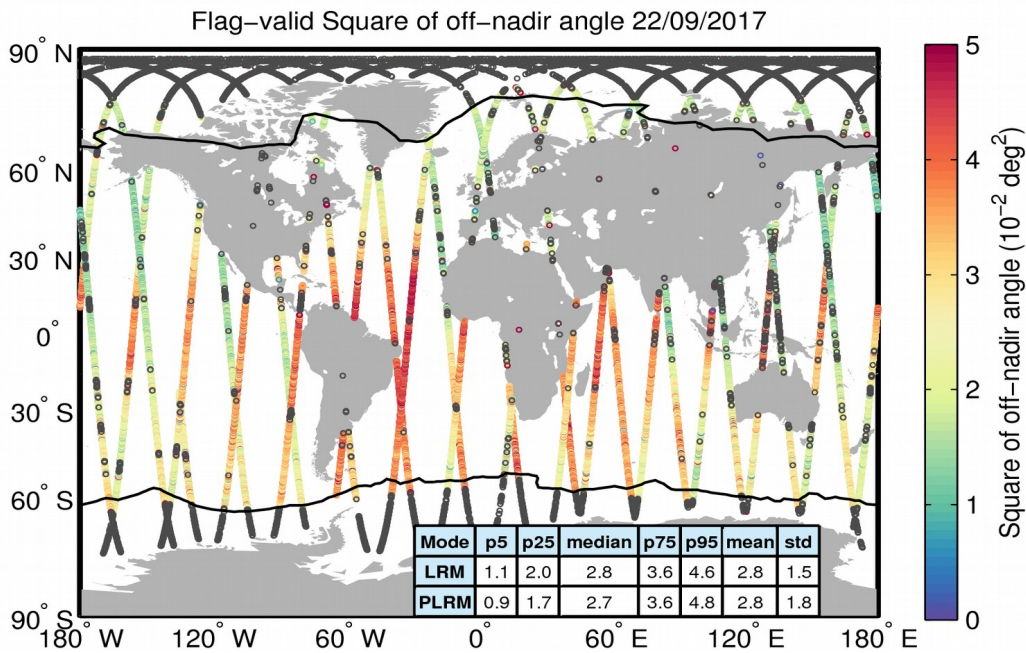 Flag−valid Square of off−nadir angle 22/09/2017
90° N
60° N
30° N
0°
30° S
60° S
90° S
180° W
120° W
60° W
0°
60° E
120° E
180° E
Mode p5 p25 median p75 p95 mean std
LRM 1.1 2.0 2.8 3.6 4.6 2.8 1.5
PLRM 0.9 1.7 2.7 3.6 4.8 2.8 1.8
5
4
3
2
1
0
Square of off−nadir angle (10⁻² deg²)